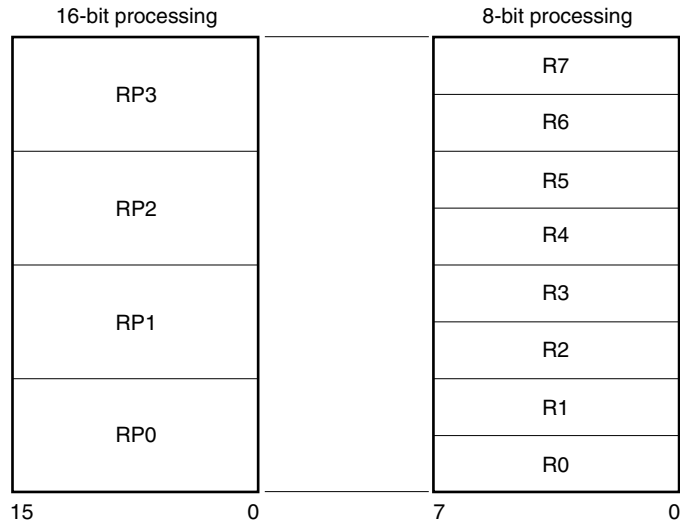 16-bit processing
8-bit processing
RP3
RP2
RP1
RP0
15 0
R7
R6
R5
R4
R3
R2
R1
R0
7 0